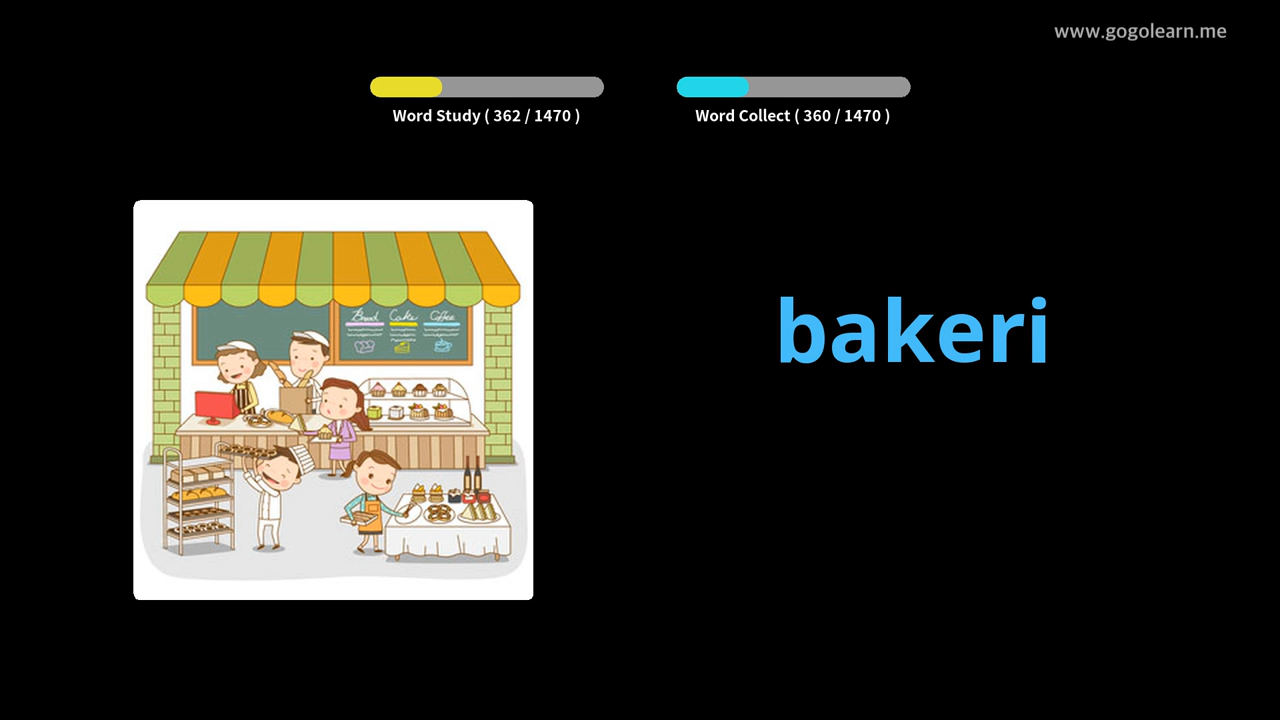 www.gogolearn.me
Word Study ( 362 / 1470 )
Word Collect ( 360 / 1470 )
Bread Cake Coffee
bakeri